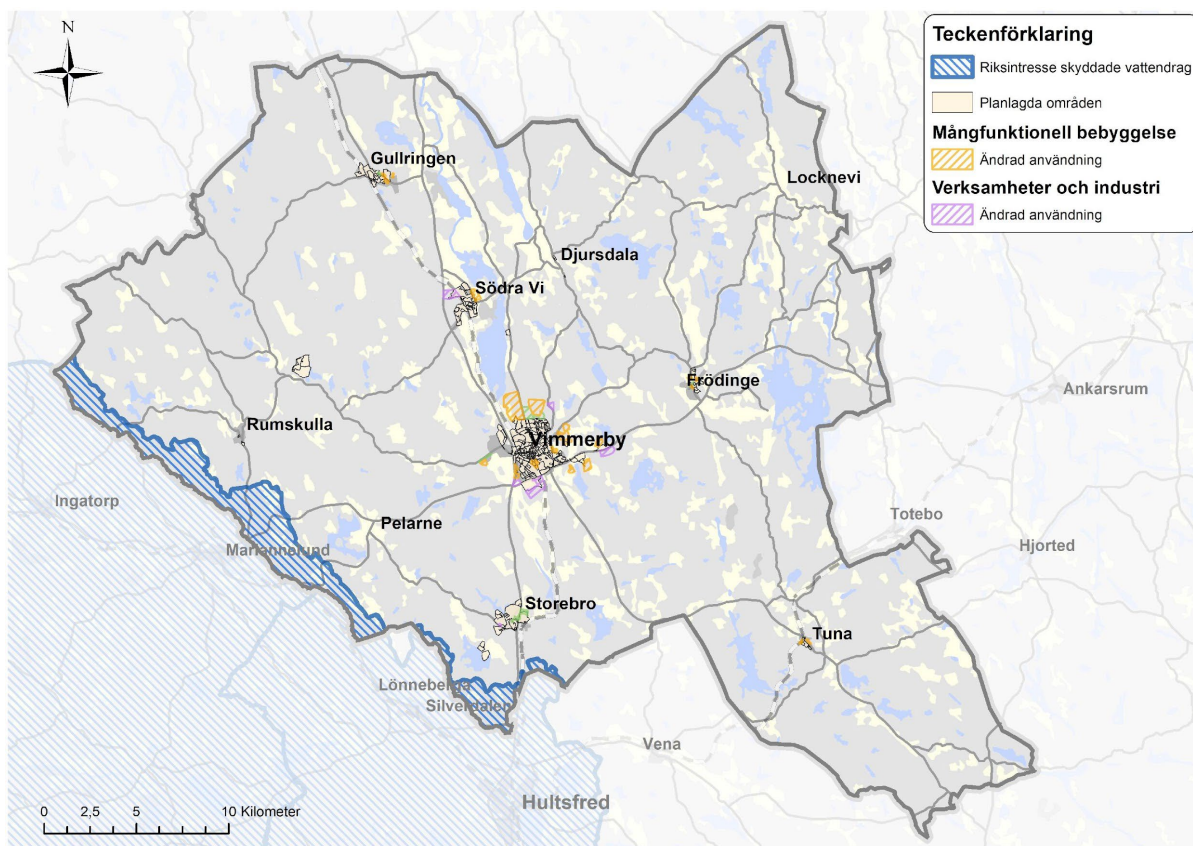 N
Teckenförklaring
Riksintresse skyddade vattendrag
Planlagda områden
Mångfunktionell bebyggelse
Ändrad användning
Verksamheter och industri
Ändrad användning
Gullringen
Locknevi
Djursdala
Södra Vi
Frödinge
Ankarsrum
Rumskulla
Vimmerby
Ingatorp
Pelarne
Totebo
Mariannelund
Hjorted
Storebro
Tuna
Lönneberga
Silverdalen
Vena
Hultsfred
0 2,5 5 10 Kilometer